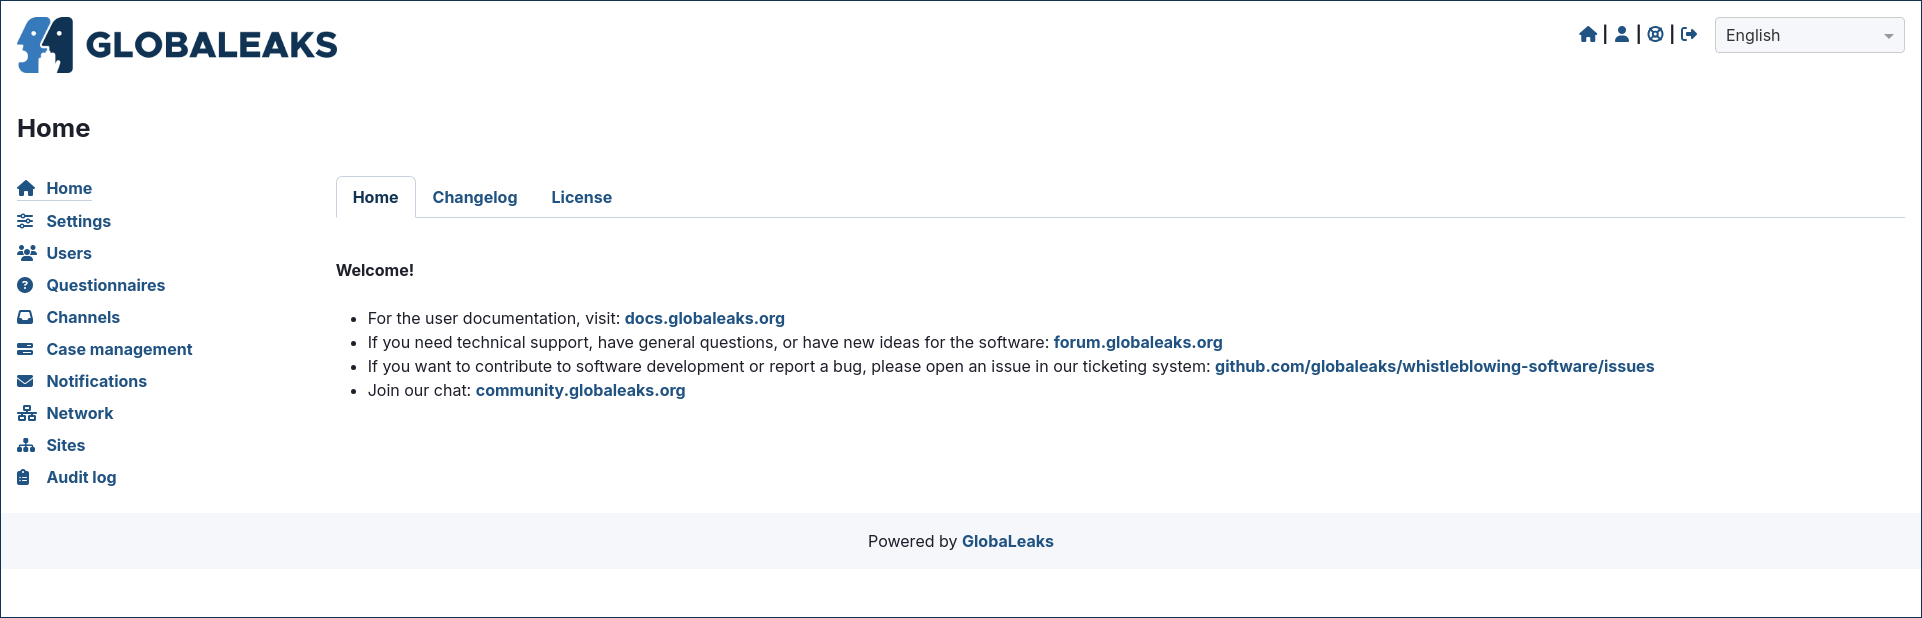 GLOBALEAKS
| | |
English
Home
Home
Settings
Users
Questionnaires
Channels
Case management
Notifications
Network
Sites
Audit log
Home Changelog License
Welcome!
• For the user documentation, visit: docs.globaleaks.org
• If you need technical support, have general questions, or have new ideas for the software: forum.globaleaks.org
• If you want to contribute to software development or report a bug, please open an issue in our ticketing system: github.com/globaleaks/whistleblowing-software/issues
• Join our chat: community.globaleaks.org
Powered by GlobaLeaks